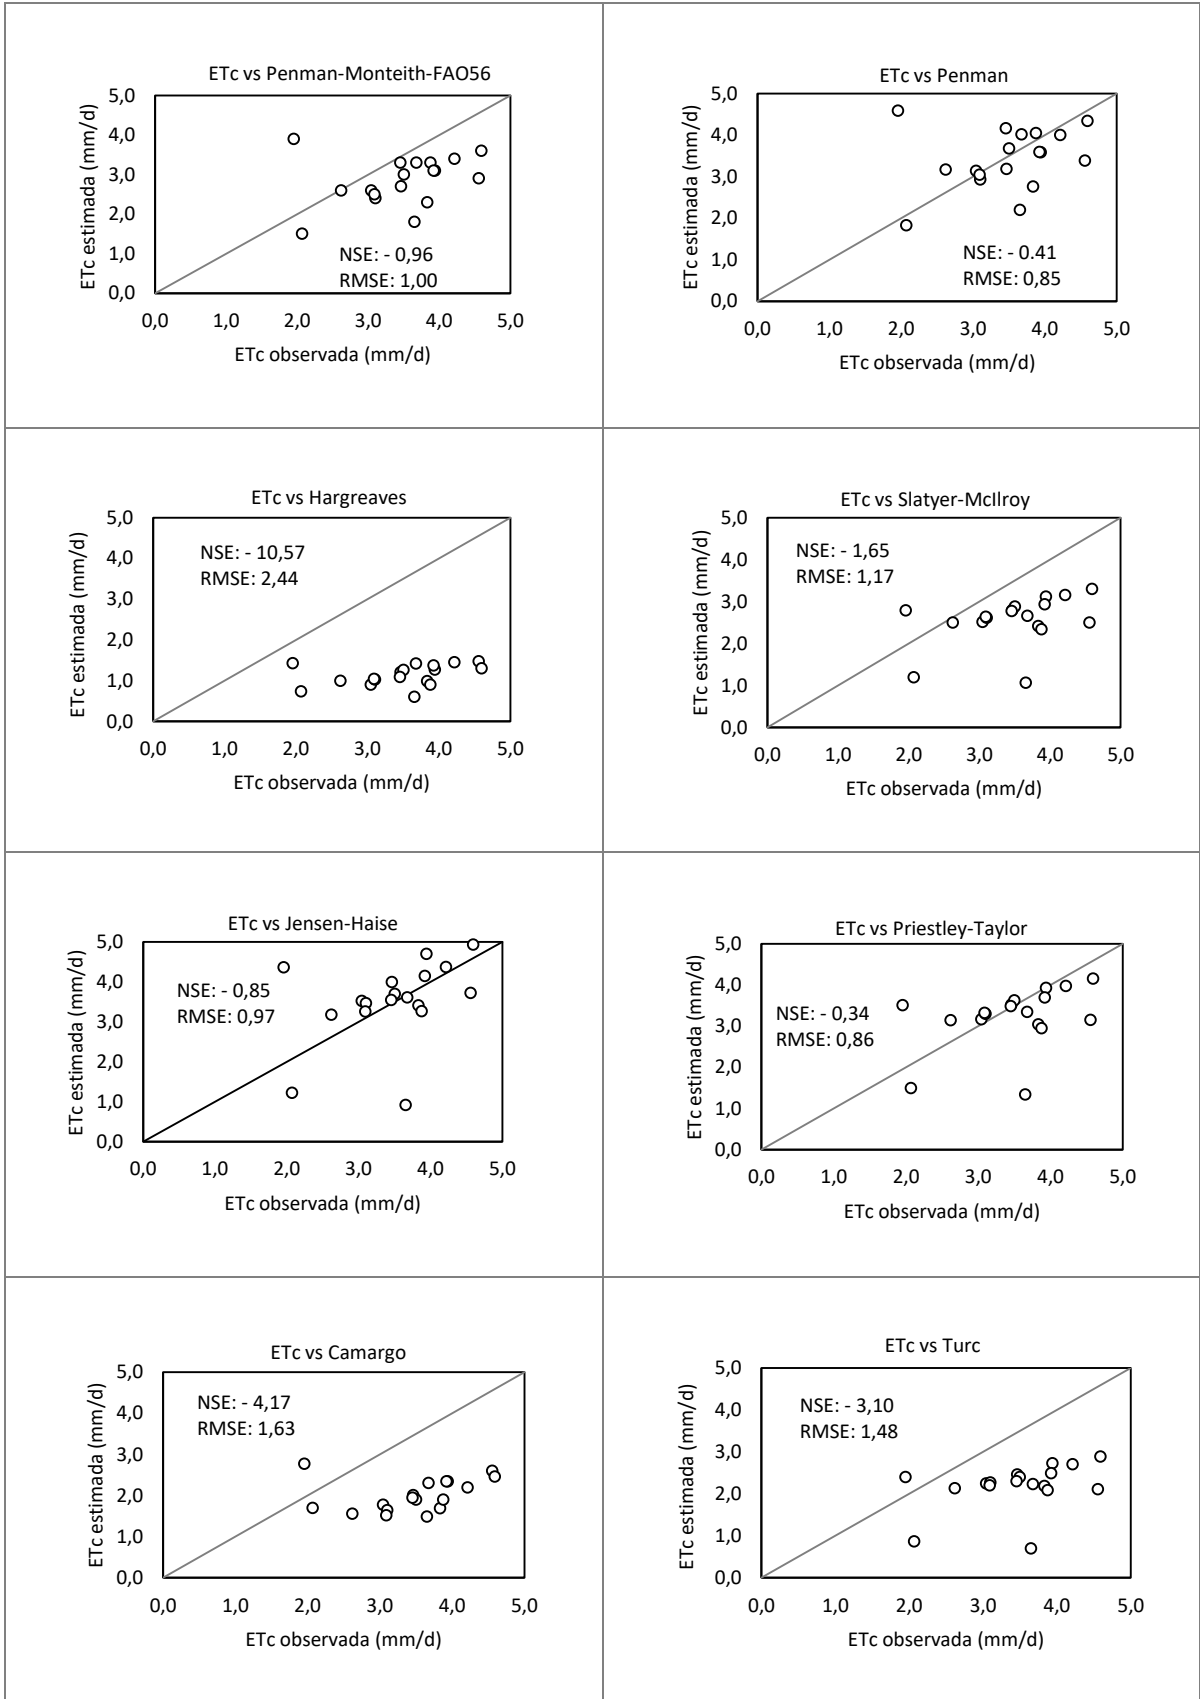 ETc vs Penman-Monteith-FAO56
ETc estimada (mm/d)
5,0
4,0
3,0
2,0
1,0
0,0
NSE: - 0,96
RMSE: 1,00
0,0 1,0 2,0 3,0 4,0 5,0
ETc observada (mm/d)
ETc vs Penman
ETc estimada (mm/d)
5,0
4,0
3,0
2,0
1,0
0,0
NSE: - 0.41
RMSE: 0,85
0,0 1,0 2,0 3,0 4,0 5,0
ETc observada (mm/d)
ETc vs Hargreaves
ETc estimada (mm/d)
5,0
4,0
3,0
2,0
1,0
0,0
NSE: - 10,57
RMSE: 2,44
0,0 1,0 2,0 3,0 4,0 5,0
ETc observada (mm/d)
ETc vs Slatyer-McIlroy
ETc estimada (mm/d)
5,0
4,0
3,0
2,0
1,0
0,0
NSE: - 1,65
RMSE: 1,17
0,0 1,0 2,0 3,0 4,0 5,0
ETc observada (mm/d)
ETc vs Jensen-Haise
ETc estimada (mm/d)
5,0
4,0
3,0
2,0
1,0
0,0
NSE: - 0,85
RMSE: 0,97
0,0 1,0 2,0 3,0 4,0 5,0
ETc observada (mm/d)
ETc vs Priestley-Taylor
ETc estimada (mm/d)
5,0
4,0
3,0
2,0
1,0
0,0
NSE: - 0,34
RMSE: 0,86
0,0 1,0 2,0 3,0 4,0 5,0
ETc observada (mm/d)
ETc vs Camargo
ETc estimada (mm/d)
5,0
4,0
3,0
2,0
1,0
0,0
NSE: - 4,17
RMSE: 1,63
0,0 1,0 2,0 3,0 4,0 5,0
ETc observada (mm/d)
ETc vs Turc
ETc estimada (mm/d)
5,0
4,0
3,0
2,0
1,0
0,0
NSE: - 3,10
RMSE: 1,48
0,0 1,0 2,0 3,0 4,0 5,0
ETc observada (mm/d)